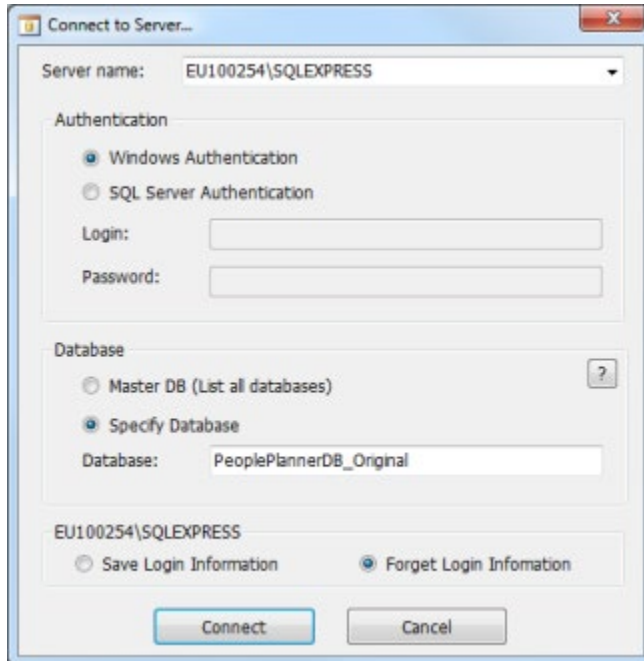 Connect to Server...
Server name: EU100254\SQLEXPRESS
Authentication
Windows Authentication
SQL Server Authentication
Login:
Password:
Database
?
Master DB (List all databases)
Specify Database
Database: PeoplePlannerDB_Original
EU100254\SQLEXPRESS
Save Login Information Forget Login Infomation
Connect Cancel